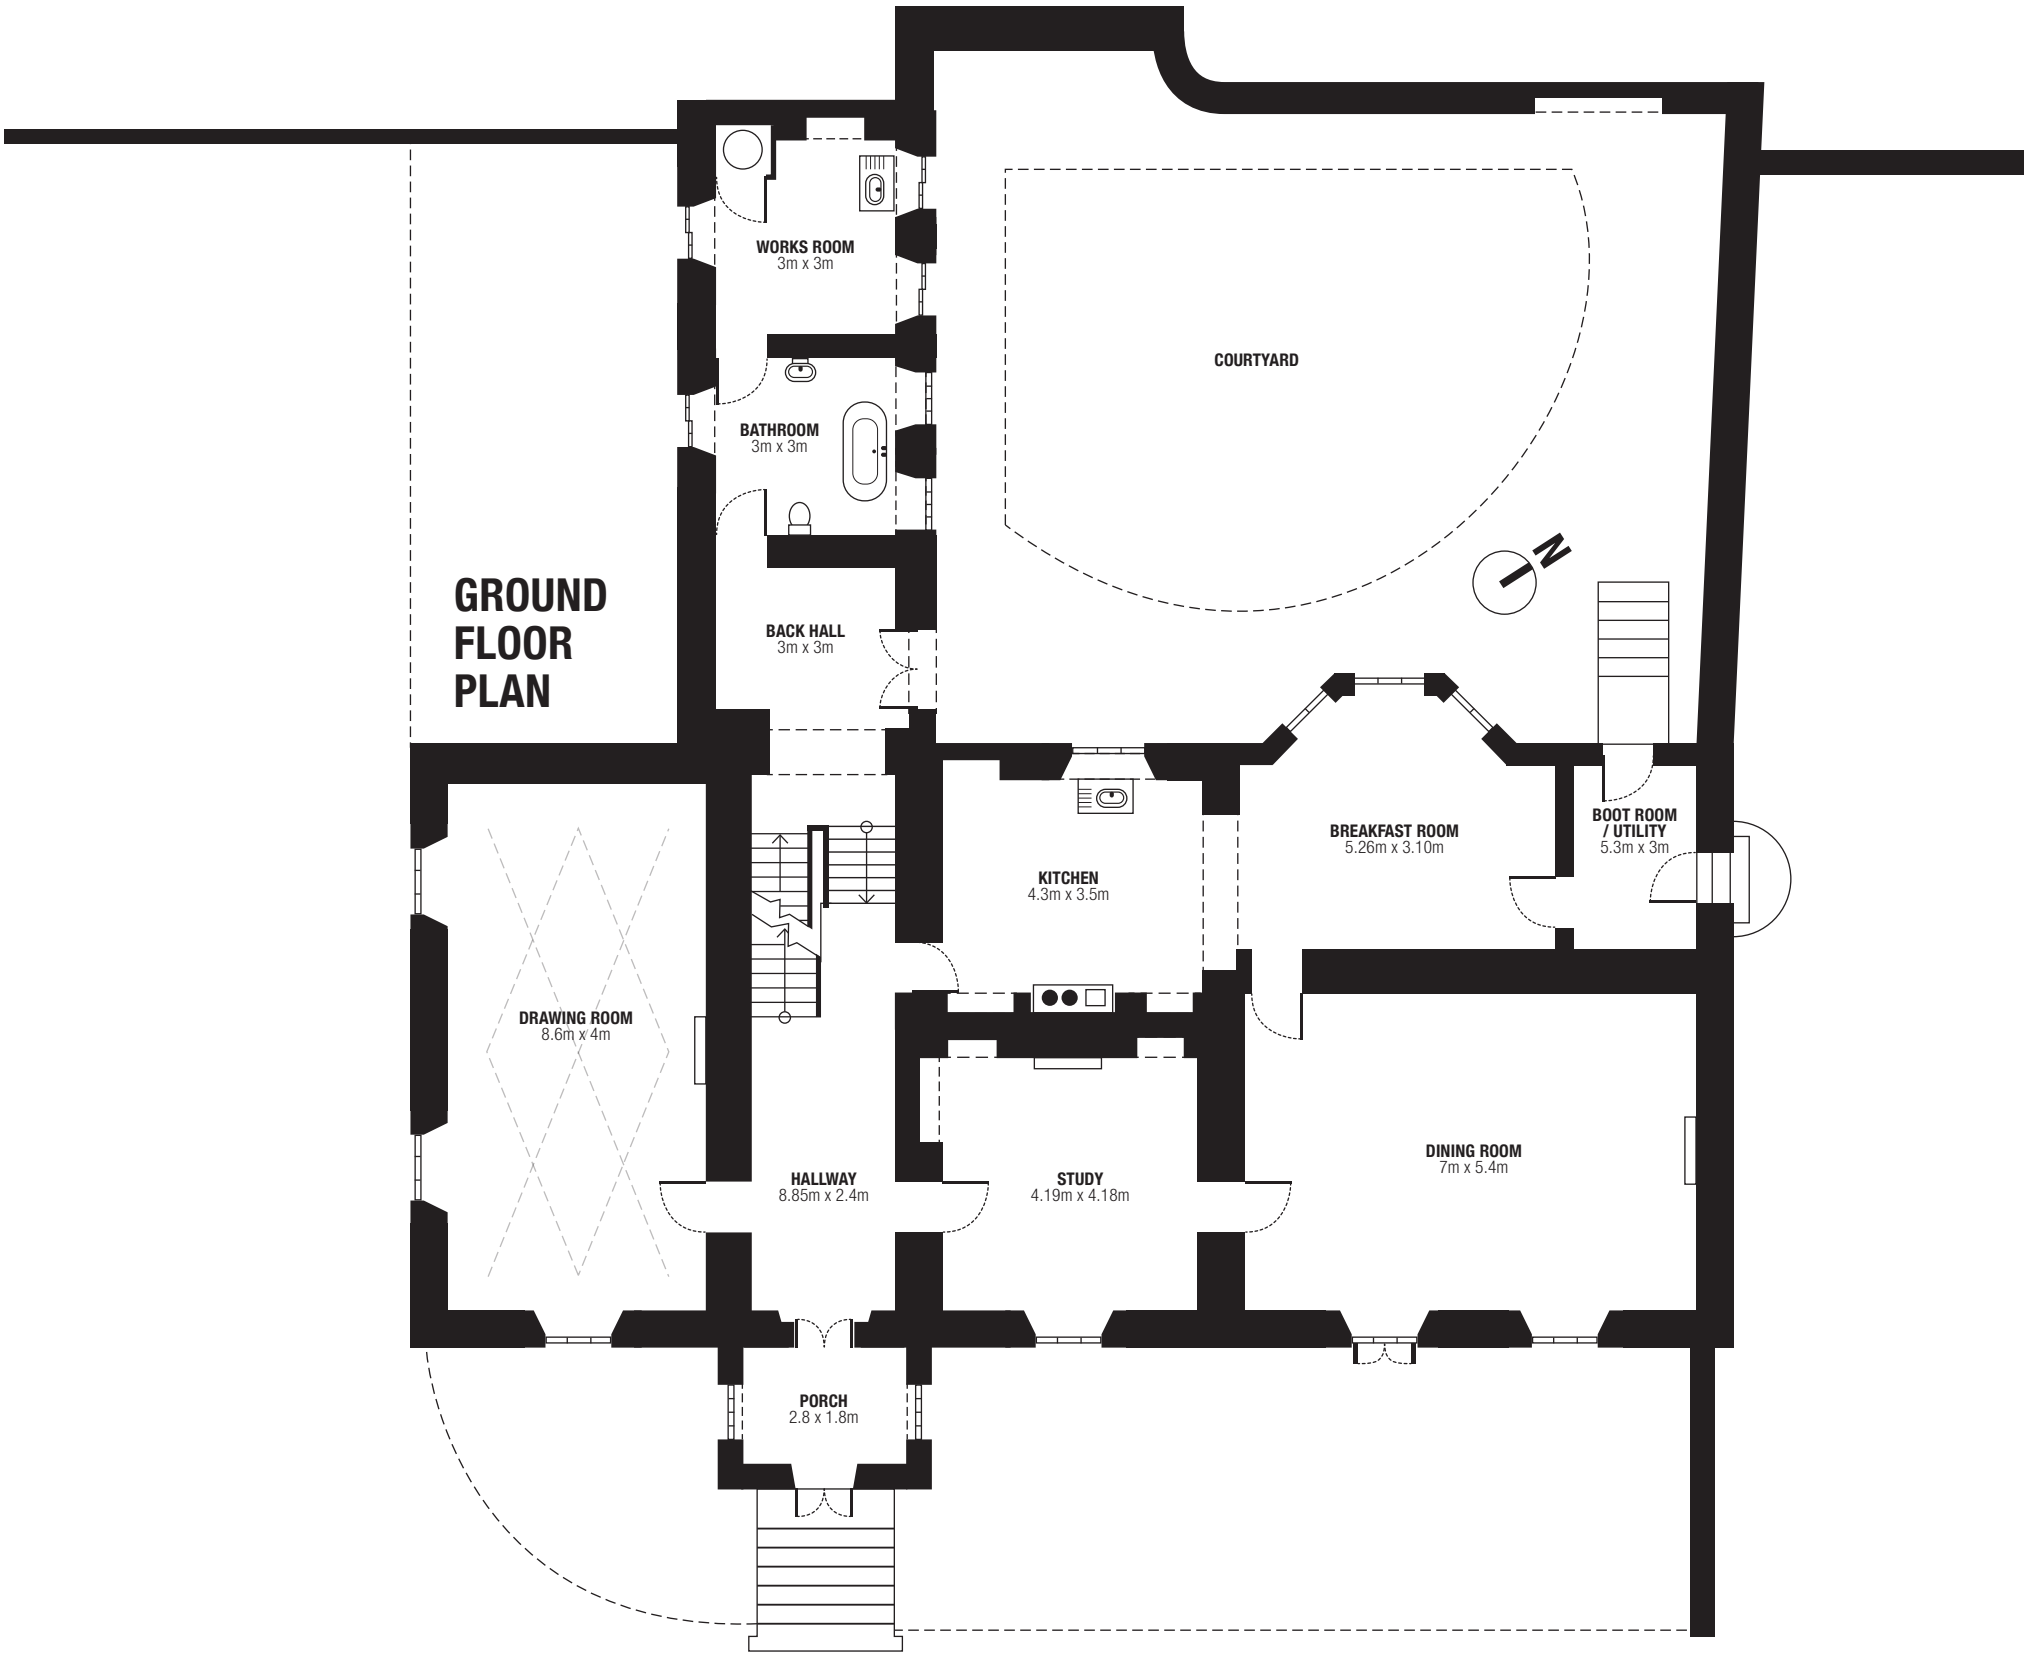 WORKS ROOM
3m x 3m
COURTYARD
BATHROOM
3m x 3m
N
GROUND
FLOOR
PLAN
BACK HALL
3m x 3m
BOOT ROOM
/ UTILITY
5.3m x 3m
BREAKFAST ROOM
5.26m x 3.10m
KITCHEN
4.3m x 3.5m
DRAWING ROOM
8.6m x 4m
DINING ROOM
7m x 5.4m
HALLWAY
8.85m x 2.4m
STUDY
4.19m x 4.18m
PORCH
2.8 x 1.8m